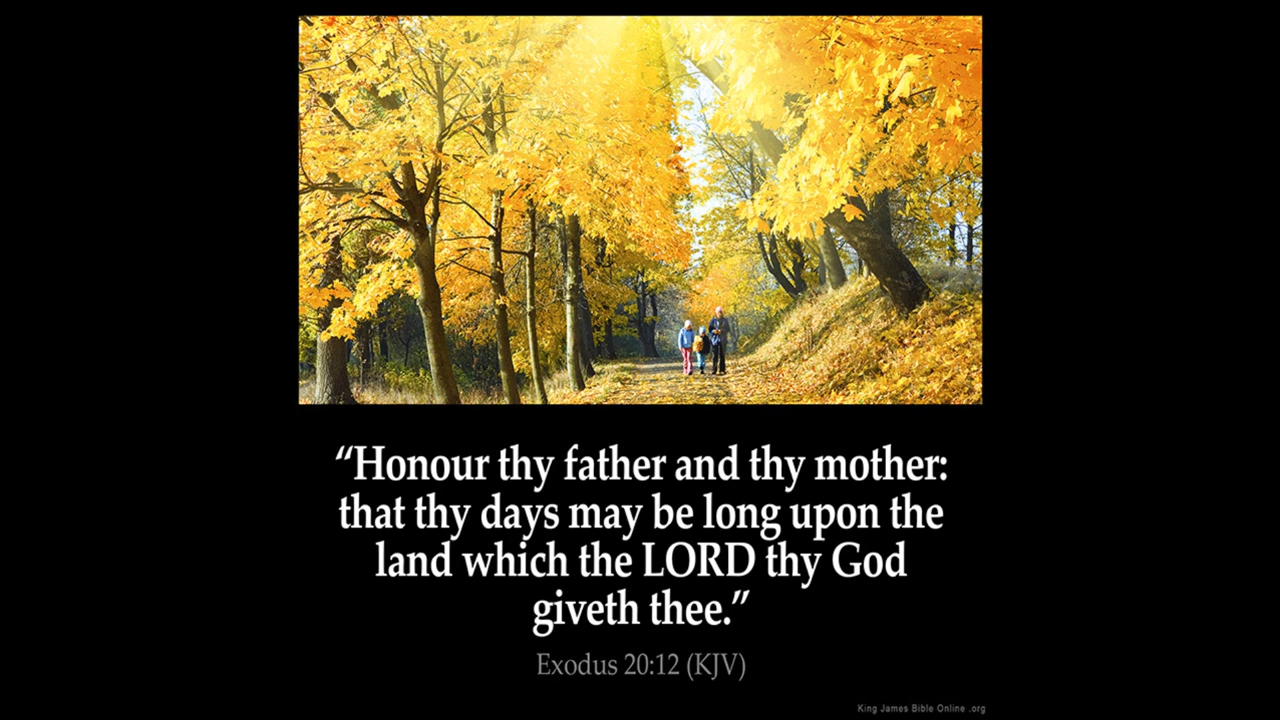 “Honour thy father and thy mother:
that thy days may be long upon the
land which the LORD thy God
giveth thee.”
Exodus 20:12 (KJV)
King James Bible Online .org